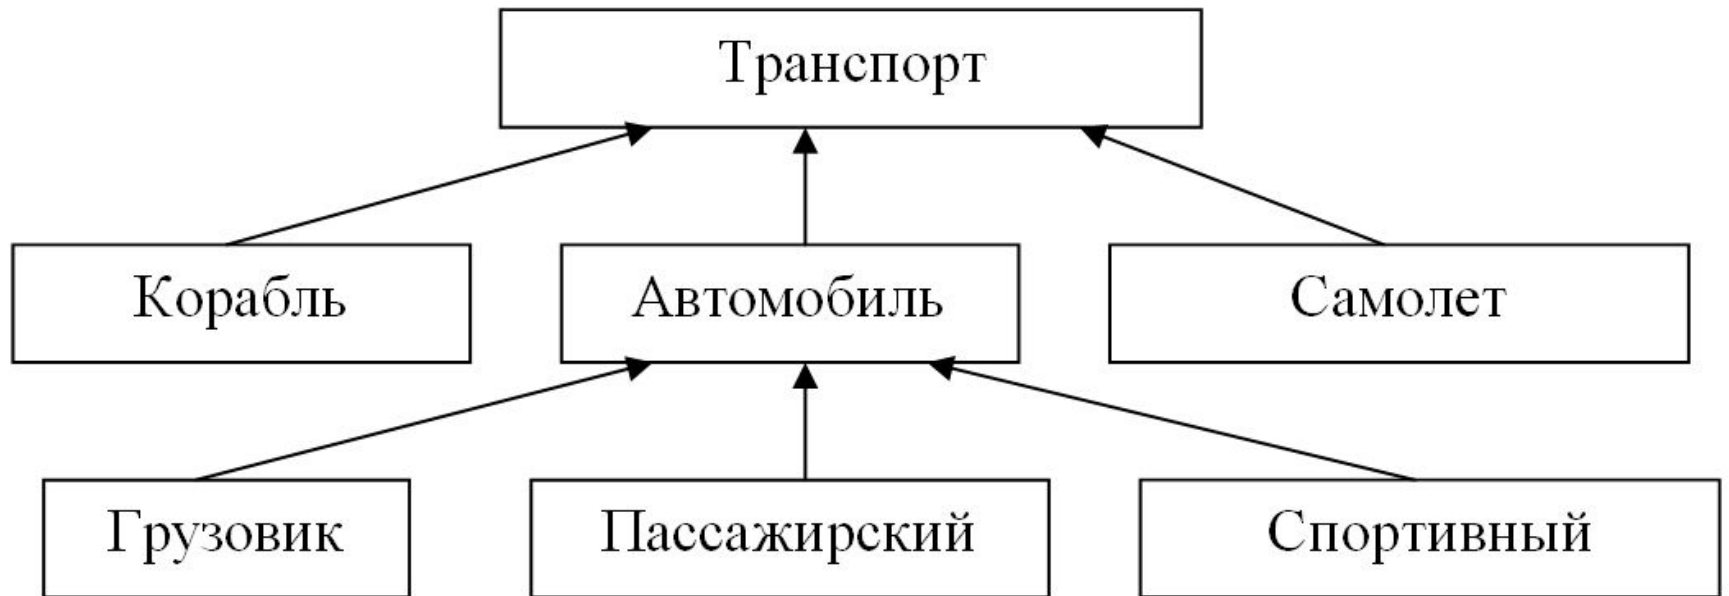 Транспорт
Корабль
Автомобиль
Самолет
Грузовик
Пассажирский
Спортивный